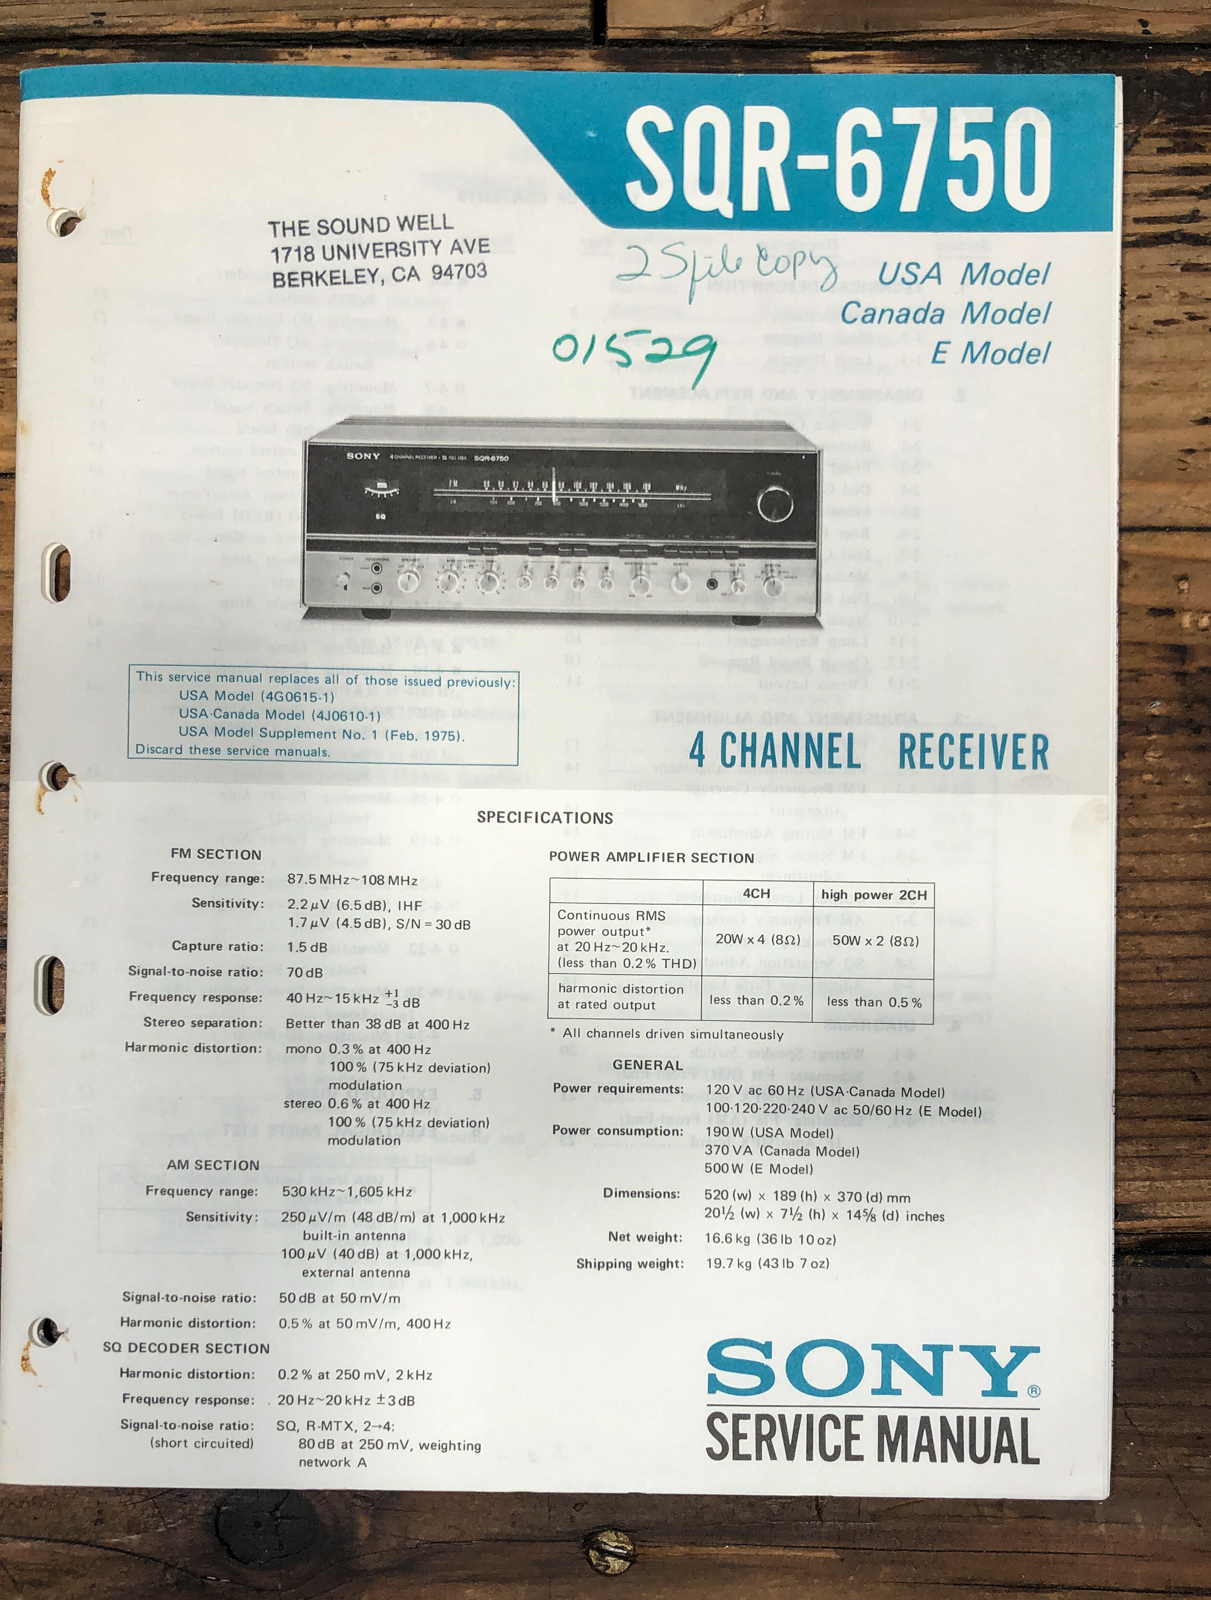 SQR-6750
THE SOUND WELL
1718 UNIVERSITY AVE
BERKELEY, CA 94703
2 S file copy
01529
USA Model
Canada Model
E Model
SONY 4 CHANNEL RECEIVER SQR-6750
FM
MHz
SQ
This service manual replaces all of those issued previously:
USA Model (4G0615-1)
USA·Canada Model (4J0610-1)
USA Model Supplement No. 1 (Feb. 1975).
Discard these service manuals.
4 CHANNEL RECEIVER
SPECIFICATIONS
FM SECTION
Frequency range: 87.5 MHz~108 MHz
Sensitivity: 2.2 µV (6.5 dB), IHF
1.7 µV (4.5 dB), S/N = 30 dB
Capture ratio: 1.5 dB
Signal-to-noise ratio: 70 dB
Frequency response: 40 Hz~15 kHz +1 −3 dB
Stereo separation: Better than 38 dB at 400 Hz
Harmonic distortion: mono 0.3 % at 400 Hz
100 % (75 kHz deviation)
modulation
stereo 0.6 % at 400 Hz
100 % (75 kHz deviation)
modulation
AM SECTION
Frequency range: 530 kHz~1,605 kHz
Sensitivity: 250 µV/m (48 dB/m) at 1,000 kHz
built-in antenna
100 µV (40 dB) at 1,000 kHz,
external antenna
Signal-to-noise ratio: 50 dB at 50 mV/m
Harmonic distortion: 0.5 % at 50 mV/m, 400 Hz
SQ DECODER SECTION
Harmonic distortion: 0.2 % at 250 mV, 2 kHz
Frequency response: 20 Hz~20 kHz ±3 dB
Signal-to-noise ratio: SQ, R-MTX, 2→4:
(short circuited) 80 dB at 250 mV, weighting
network A
POWER AMPLIFIER SECTION
4CH high power 2CH
Continuous RMS
power output*
at 20 Hz~20 kHz.
(less than 0.2 % THD)
20W x 4 (8Ω) 50W x 2 (8Ω)
harmonic distortion
at rated output
less than 0.2 % less than 0.5 %
* All channels driven simultaneously
GENERAL
Power requirements: 120 V ac 60 Hz (USA·Canada Model)
100·120·220·240 V ac 50/60 Hz (E Model)
Power consumption: 190 W (USA Model)
370 VA (Canada Model)
500 W (E Model)
Dimensions: 520 (w) x 189 (h) x 370 (d) mm
20½ (w) x 7½ (h) x 14⅝ (d) inches
Net weight: 16.6 kg (36 lb 10 oz)
Shipping weight: 19.7 kg (43 lb 7 oz)
SONY®
SERVICE MANUAL